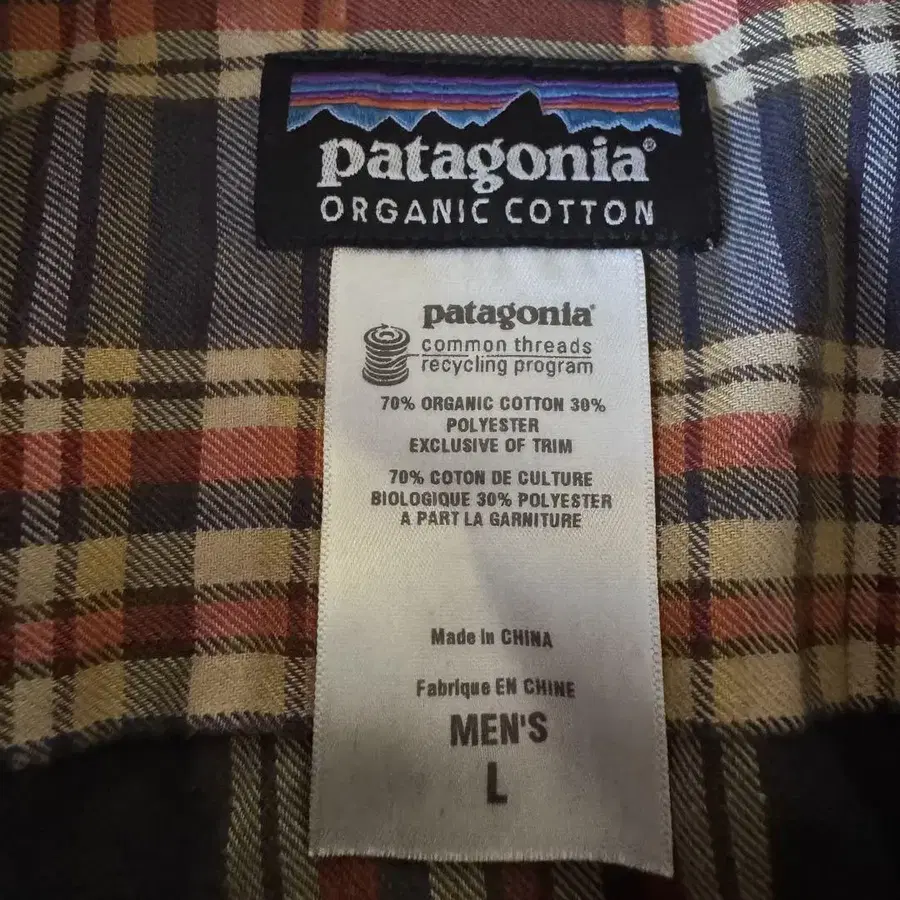 patagonia®
ORGANIC COTTON
patagonia®
common threads
recycling program
70% ORGANIC COTTON 30%
POLYESTER
EXCLUSIVE OF TRIM
70% COTON DE CULTURE
BIOLOGIQUE 30% POLYESTER
A PART LA GARNITURE
Made in CHINA
Fabrique EN CHINE
MEN'S
L